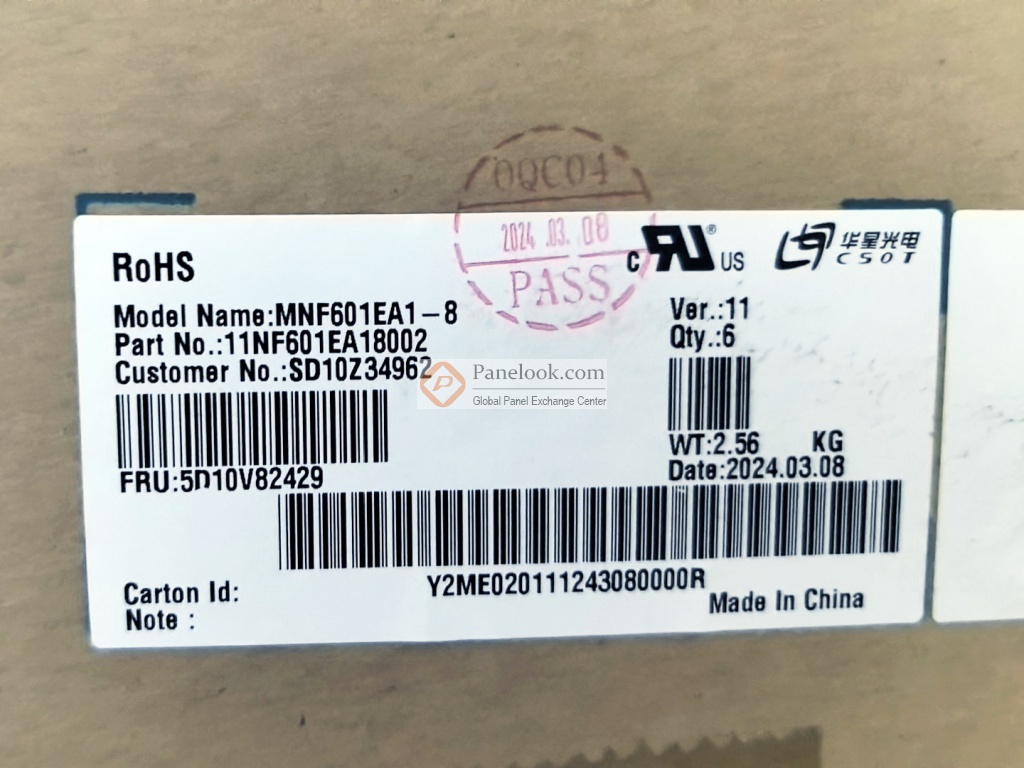 OQC04
2024.03.08
PASS
RoHS
c RU ® US
华星光电
CSOT
Model Name:MNF601EA1-8
Ver.:11
Part No.:11NF601EA18002
Qty.:6
Customer No.:SD10Z34962
Panelook.com
Global Panel Exchange Center
WT:2.56 KG
FRU:5D10V82429
Date:2024.03.08
Carton Id:
Y2ME020111243080000R
Note :
Made In China